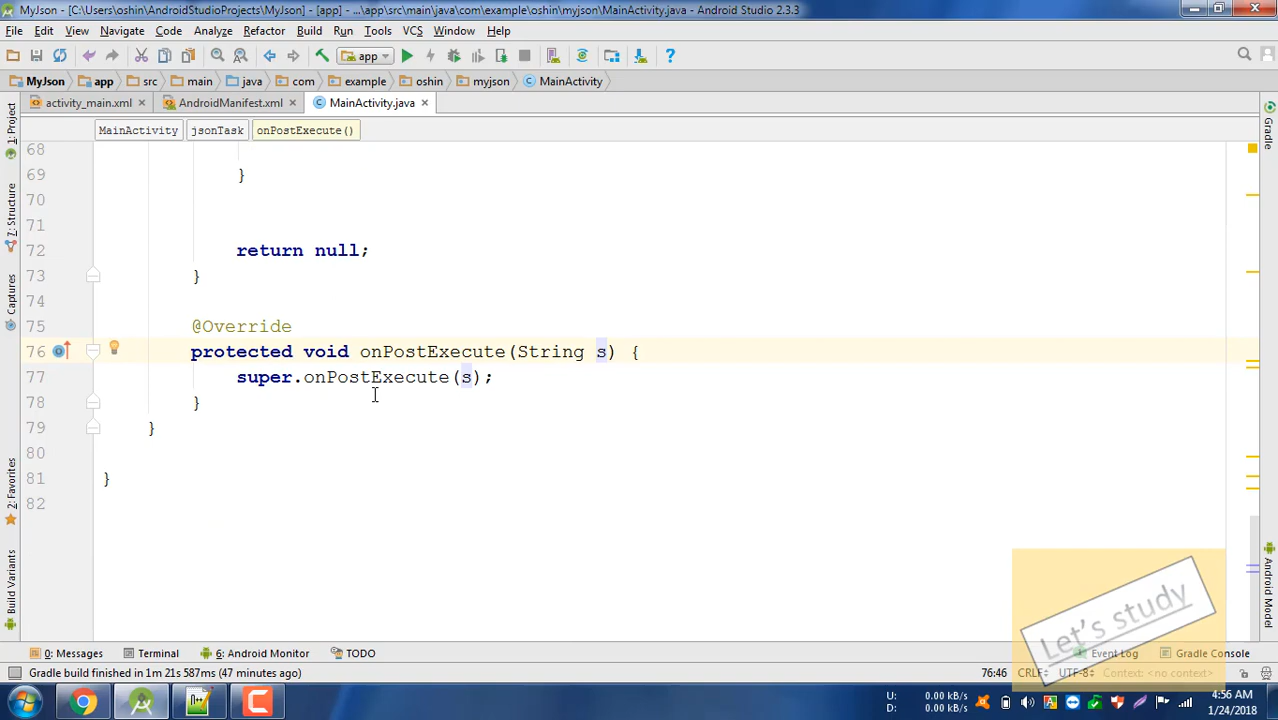 MyJson - [C:\Users\oshin\AndroidStudioProjects\MyJson] - [app] - ...\app\src\main\java\com\example\oshin\myjson\MainActivity.java - Android Studio 2.3.3
File Edit View Navigate Code Analyze Refactor Build Run Tools VCS Window Help
app
MyJson app src main java com example oshin myjson MainActivity
activity_main.xml AndroidManifest.xml MainActivity.java
MainActivity jsonTask onPostExecute()
1: Project
7: Structure
Captures
2: Favorites
Build Variants
Gradle
Android Model
68
69 }
70
71
72 return null;
73 }
74
75 @Override
76 protected void onPostExecute(String s) {
77 super.onPostExecute(s);
78 }
79 }
80
81 }
82
Let's study
0: Messages Terminal 6: Android Monitor TODO Event Log Gradle Console
Gradle build finished in 1m 21s 587ms (47 minutes ago) 76:46 CRLF UTF-8 Context: <no context>
U: 0.00 kB/s
D: 0.00 kB/s
4:56 AM
1/24/2018